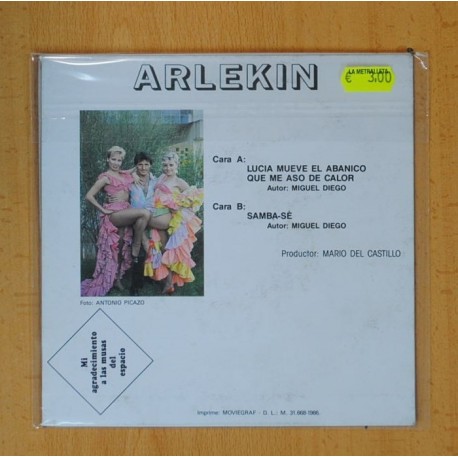 ARLEKIN
LA METRALLETA
€ 3.00
Cara A:
LUCIA MUEVE EL ABANICO
QUE ME ASO DE CALOR
Autor: MIGUEL DIEGO
Cara B:
SAMBA-SÉ
Autor: MIGUEL DIEGO
Productor: MARIO DEL CASTILLO
Foto: ANTONIO PICAZO
Mi
agradecimiento
a las musas
del
espacio
Imprime: MOVIEGRAF - D. L.: M. 31.668-1986.